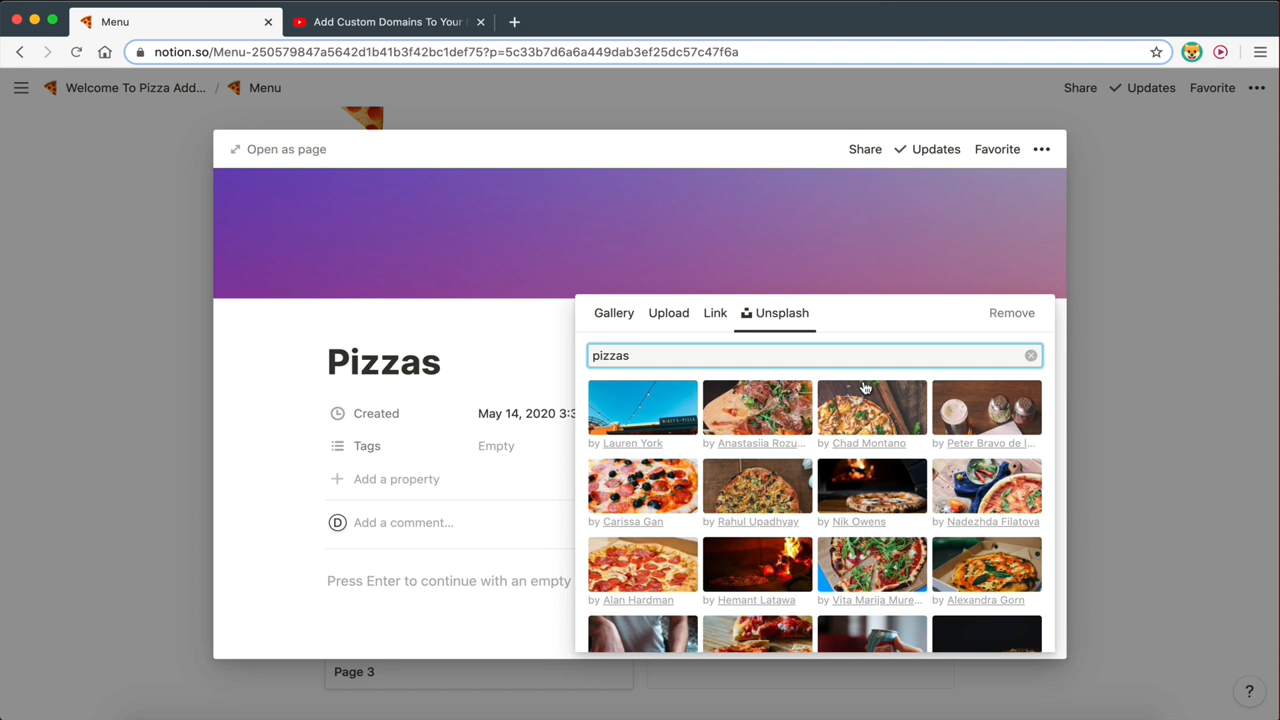 Menu
Add Custom Domains To Your
notion.so/Menu-250579847a5642d1b41b3f42bc1def75?p=5c33b7d6a6a449dab3ef25dc57c47f6a
Welcome To Pizza Add... / Menu
Share Updates Favorite
Open as page
Share Updates Favorite
Gallery Upload Link Unsplash Remove
pizzas
Pizzas
Created May 14, 2020 3:3
Tags Empty
Add a property
D Add a comment...
Press Enter to continue with an empty
by Lauren York
by Anastasiia Rozu...
by Chad Montano
by Peter Bravo de l...
by Carissa Gan
by Rahul Upadhyay
by Nik Owens
by Nadezhda Filatova
by Alan Hardman
by Hemant Latawa
by Vita Marija Mure...
by Alexandra Gorn
Page 3
?